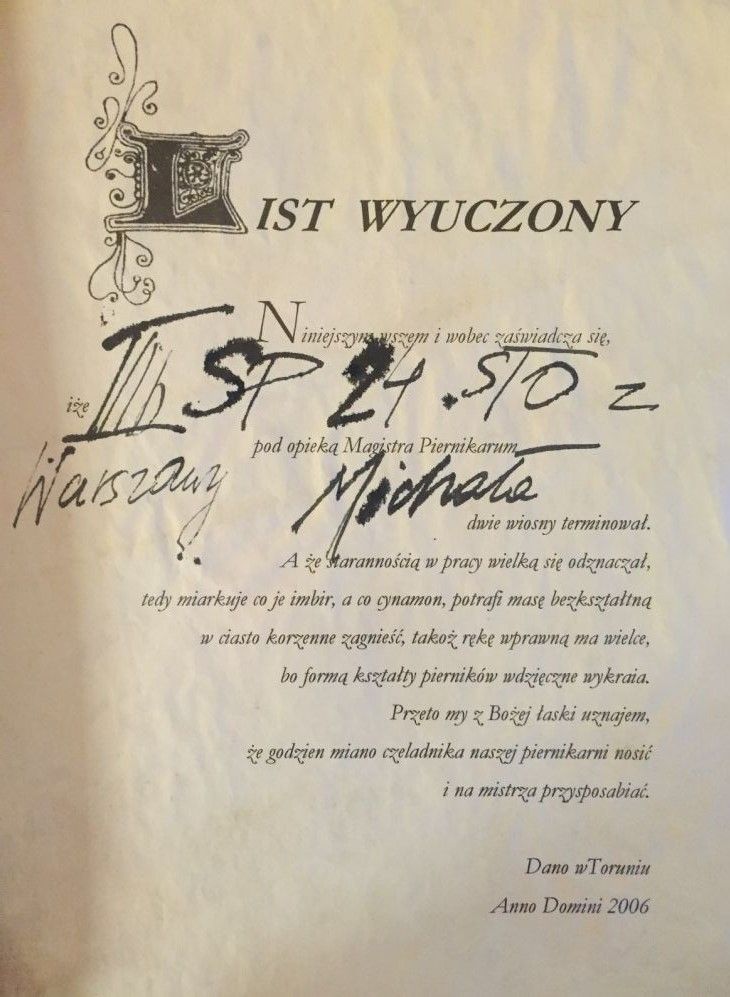 LIST WYUCZONY
Niniejszym wszem i wobec zaświadcza się,
iże IIIb SP 24 . STO z
Warszawy
pod opieką Magistra Piernikarum
Michała
dwie wiosny terminował.
A że starannością w pracy wielką się odznaczał,
tedy miarkuje co je imbir, a co cynamon, potrafi masę bezkształtną
w ciasto korzenne zagnieść, takoż rękę wprawną ma wielce,
bo formą kształty pierników wdzięczne wykraia.
Przeto my z Bożej łaski uznajem,
że godzien miano czeladnika naszej piernikarni nosić
i na mistrza przysposabiać.
Dano wToruniu
Anno Domini 2006